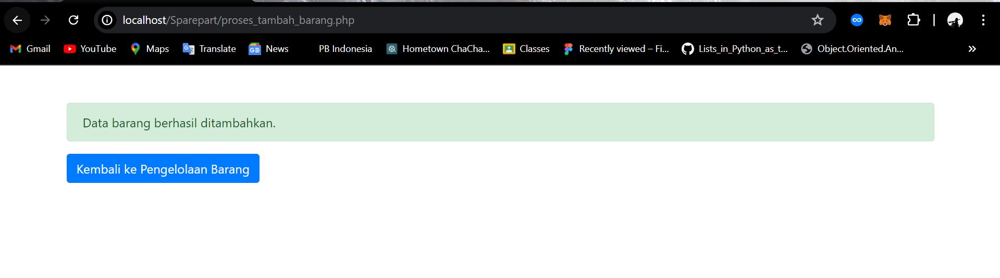 localhost/Sparepart/proses_tambah_barang.php
Gmail YouTube Maps Translate News PB Indonesia Hometown ChaCha... Classes Recently viewed – Fi... Lists_in_Python_as_t... Object.Oriented.An...
Data barang berhasil ditambahkan.
Kembali ke Pengelolaan Barang